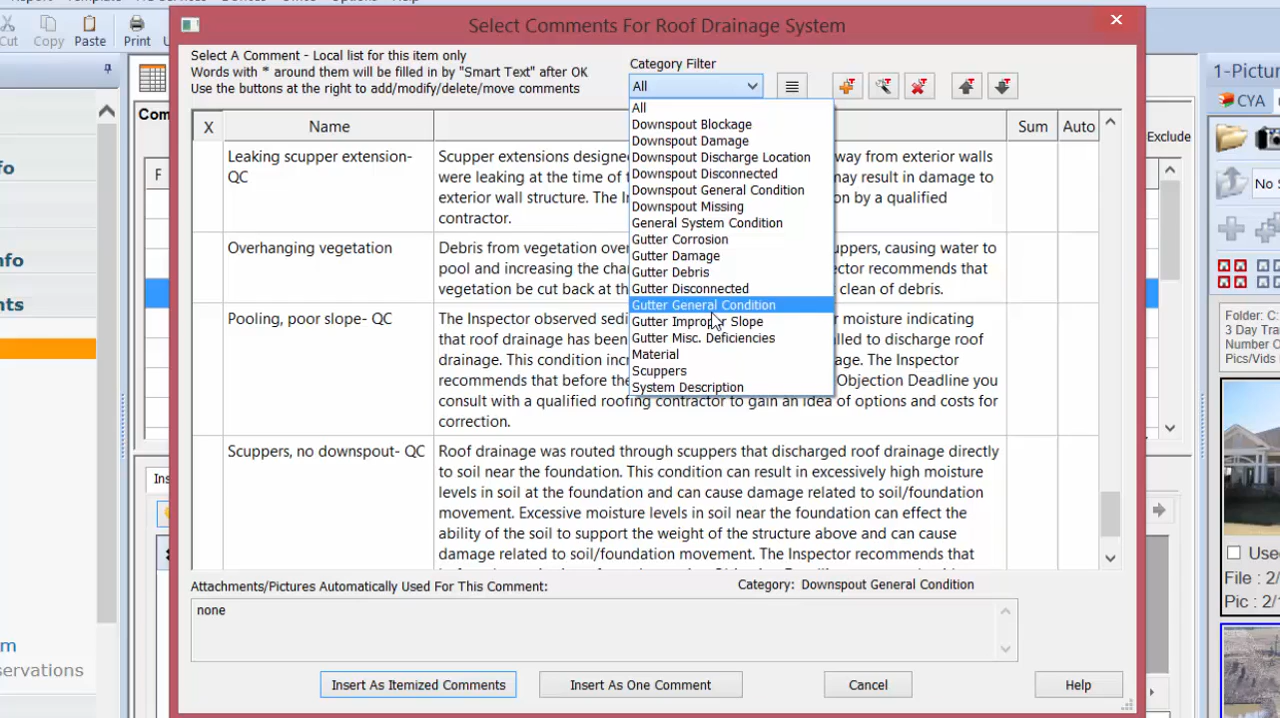 Select Comments For Roof Drainage System
Cut
Copy
Paste
Print
Select A Comment - Local list for this item only
Words with * around them will be filled in by "Smart Text" after OK
Use the buttons at the right to add/modify/delete/move comments
Category Filter
All
X
Name
Sum
Auto
All
Downspout Blockage
Downspout Damage
Downspout Discharge Location
Downspout Disconnected
Downspout General Condition
Downspout Missing
General System Condition
Gutter Corrosion
Gutter Damage
Gutter Debris
Gutter Disconnected
Gutter General Condition
Gutter Improper Slope
Gutter Misc. Deficiencies
Material
Scuppers
System Description
Leaking scupper extension-
QC
Scupper extensions designe way from exterior walls
were leaking at the time of t may result in damage to
exterior wall structure. The In on by a qualified
contractor.
Overhanging vegetation
Debris from vegetation over uppers, causing water to
pool and increasing the cha ector recommends that
vegetation be cut back at th clean of debris.
Pooling, poor slope- QC
The Inspector observed sedi r moisture indicating
that roof drainage has been lled to discharge roof
drainage. This condition incr age. The Inspector
recommends that before the Objection Deadline you
consult with a qualified roofing contractor to gain an idea of options and costs for
correction.
Scuppers, no downspout- QC
Roof drainage was routed through scuppers that discharged roof drainage directly
to soil near the foundation. This condition can result in excessively high moisture
levels in soil at the foundation and can cause damage related to soil/foundation
movement. Excessive moisture levels in soil near the foundation can effect the
ability of the soil to support the weight of the structure above and can cause
damage related to soil/foundation movement. The Inspector recommends that
Attachments/Pictures Automatically Used For This Comment:
Category: Downspout General Condition
none
Insert As Itemized Comments
Insert As One Comment
Cancel
Help
Com
F
Ins
fo
nfo
nts
m
servations
Exclude
1-Pictur
CYA
No S
Folder: C:
3 Day Tra
Number O
Pics/Vids
Use
File : 2/
Pic : 2/